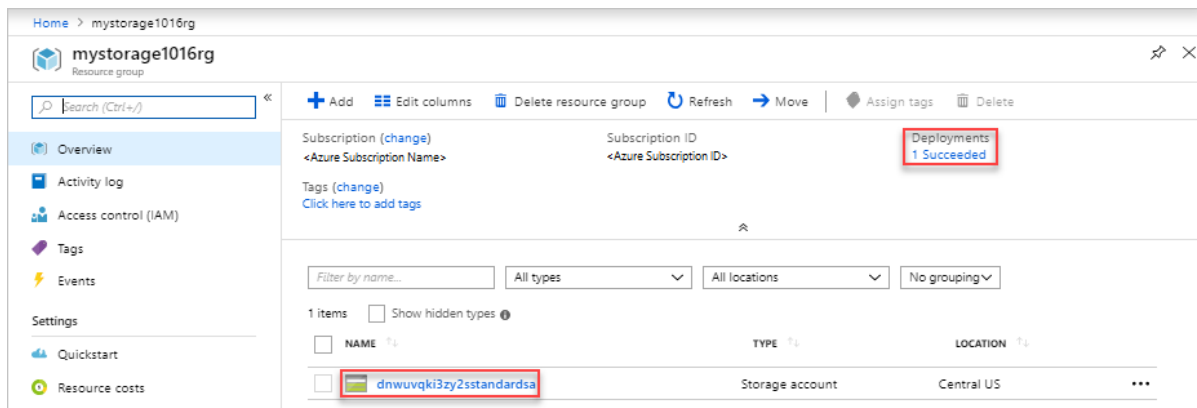 Home > mystorage1016rg
mystorage1016rg
Resource group
Search (Ctrl+/)
Overview
Activity log
Access control (IAM)
Tags
Events
Settings
Quickstart
Resource costs
Add Edit columns Delete resource group Refresh Move Assign tags Delete
Subscription (change) Subscription ID Deployments
<Azure Subscription Name> <Azure Subscription ID> 1 Succeeded
Tags (change)
Click here to add tags
Filter by name... All types All locations No grouping
1 items Show hidden types
NAME TYPE LOCATION
dnwuvqki3zy2sstandardsa Storage account Central US